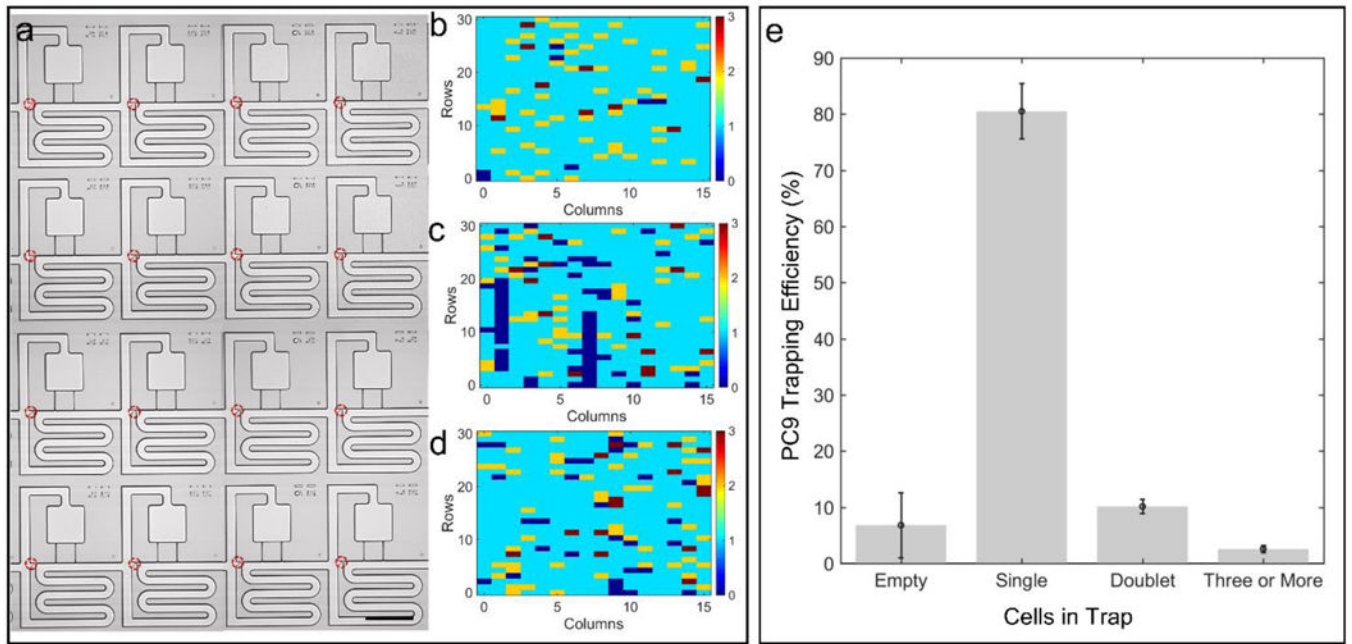 a
b
Rows
30
20
10
0
0 5 10 15
Columns
3
2
1
0
c
Rows
30
20
10
0
0 5 10 15
Columns
3
2
1
0
d
Rows
30
20
10
0
0 5 10 15
Columns
3
2
1
0
e
PC9 Trapping Efficiency (%)
90
80
70
60
50
40
30
20
10
0
Empty Single Doublet Three or More
Cells in Trap